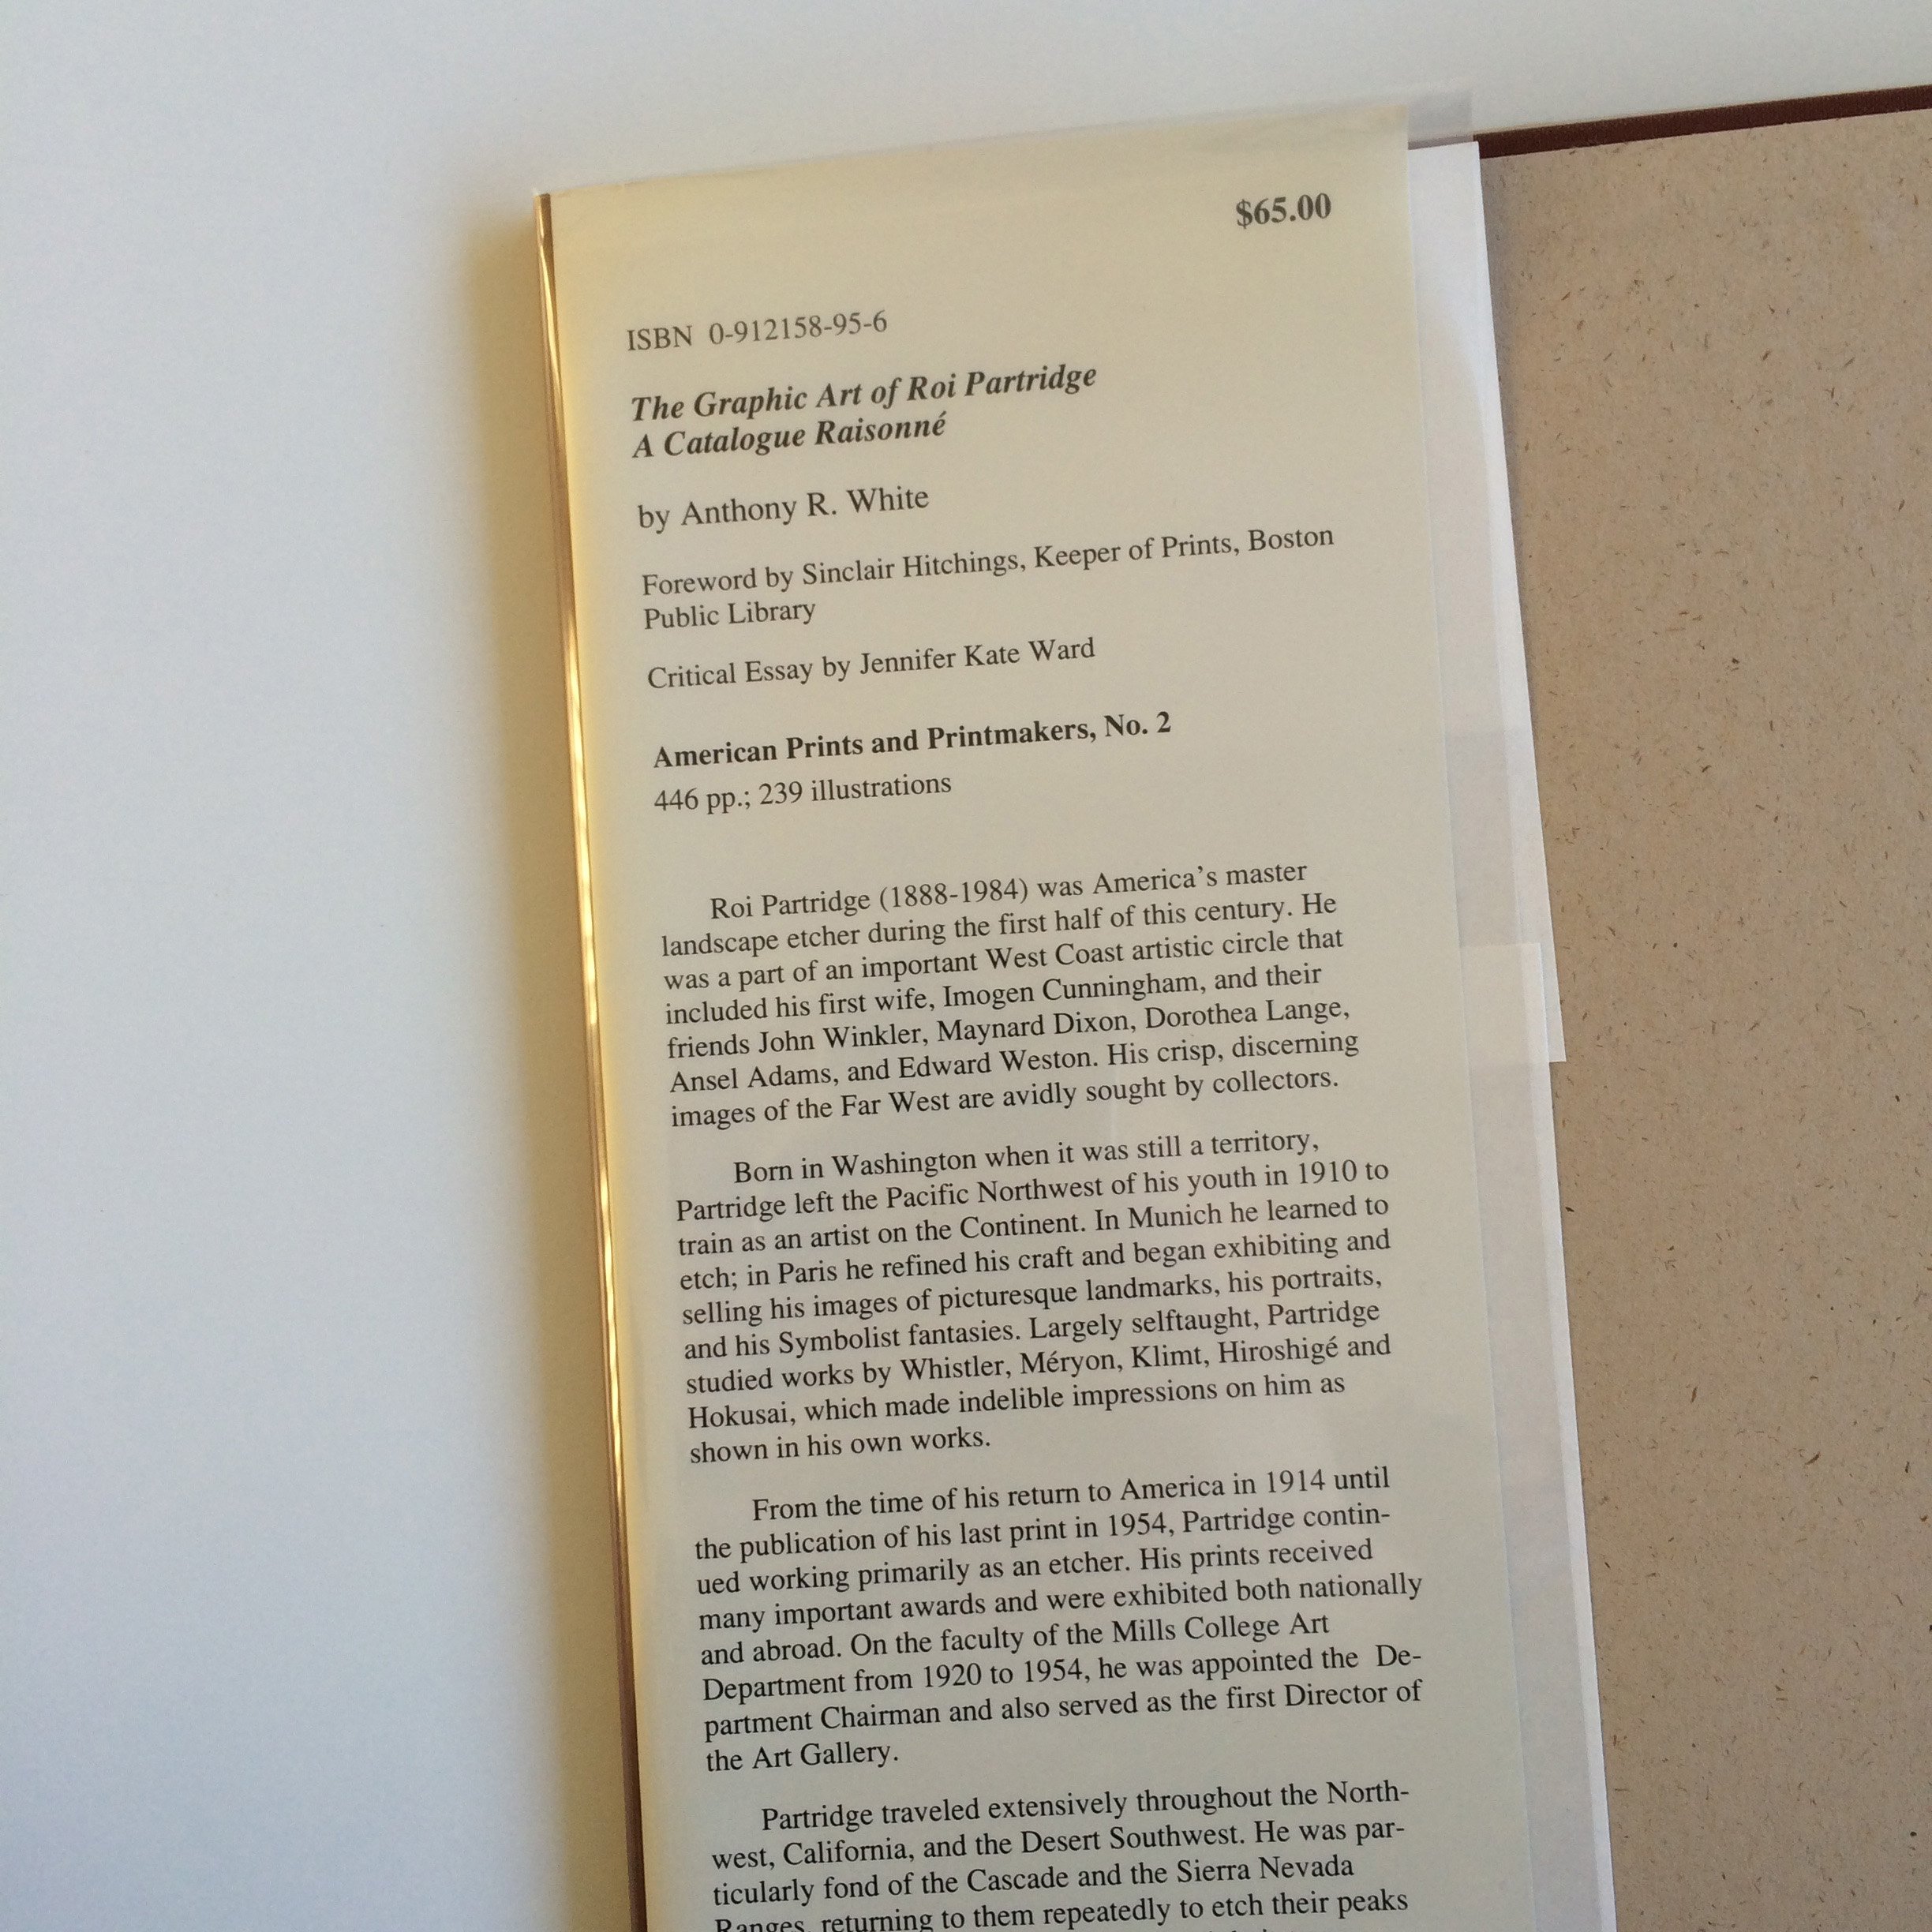 $65.00
ISBN 0-912158-95-6
The Graphic Art of Roi Partridge
A Catalogue Raisonné
by Anthony R. White
Foreword by Sinclair Hitchings, Keeper of Prints, Boston
Public Library
Critical Essay by Jennifer Kate Ward
American Prints and Printmakers, No. 2
446 pp.; 239 illustrations
Roi Partridge (1888-1984) was America's master
landscape etcher during the first half of this century. He
was a part of an important West Coast artistic circle that
included his first wife, Imogen Cunningham, and their
friends John Winkler, Maynard Dixon, Dorothea Lange,
Ansel Adams, and Edward Weston. His crisp, discerning
images of the Far West are avidly sought by collectors.
Born in Washington when it was still a territory,
Partridge left the Pacific Northwest of his youth in 1910 to
train as an artist on the Continent. In Munich he learned to
etch; in Paris he refined his craft and began exhibiting and
selling his images of picturesque landmarks, his portraits,
and his Symbolist fantasies. Largely selftaught, Partridge
studied works by Whistler, Méryon, Klimt, Hiroshigé and
Hokusai, which made indelible impressions on him as
shown in his own works.
From the time of his return to America in 1914 until
the publication of his last print in 1954, Partridge contin-
ued working primarily as an etcher. His prints received
many important awards and were exhibited both nationally
and abroad. On the faculty of the Mills College Art
Department from 1920 to 1954, he was appointed the De-
partment Chairman and also served as the first Director of
the Art Gallery.
Partridge traveled extensively throughout the North-
west, California, and the Desert Southwest. He was par-
ticularly fond of the Cascade and the Sierra Nevada
Ranges, returning to them repeatedly to etch their peaks